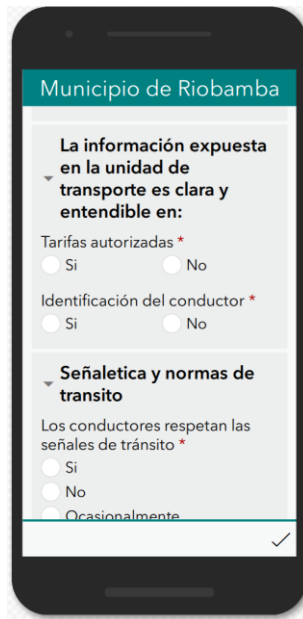 Municipio de Riobamba
La información expuesta
en la unidad de
transporte es clara y
entendible en:
Tarifas autorizadas *
Si No
Identificación del conductor *
Si No
Señaletica y normas de
transito
Los conductores respetan las
señales de tránsito *
Si
No
Ocasionalmente